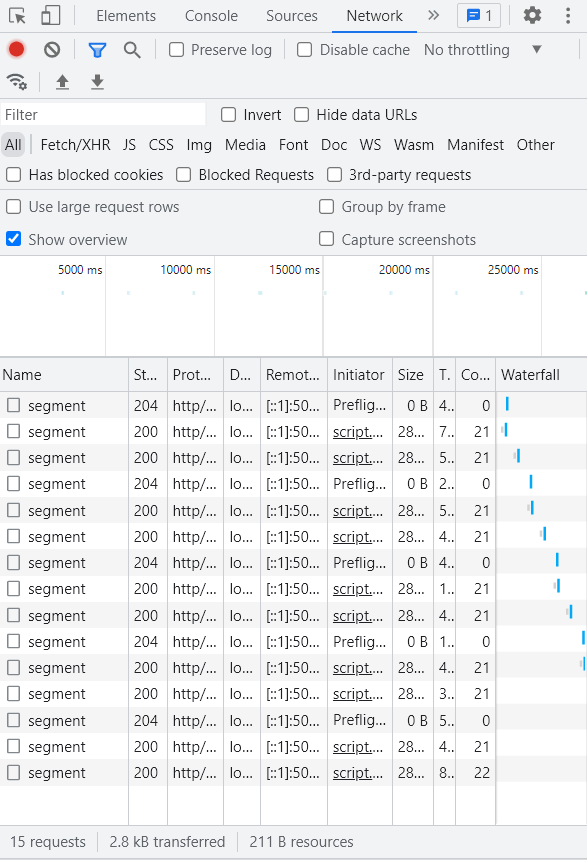 Elements Console Sources Network 1
Preserve log Disable cache No throttling
Filter Invert Hide data URLs
All Fetch/XHR JS CSS Img Media Font Doc WS Wasm Manifest Other
Has blocked cookies Blocked Requests 3rd-party requests
Use large request rows Group by frame
Show overview Capture screenshots
5000 ms 10000 ms 15000 ms 20000 ms 25000 ms
Name St... Prot... D... Remot... Initiator Size T. Co... Waterfall
segment 204 http/... lo... [::1]:50... Preflig... 0 B 4.. 0
segment 200 http/... lo... [::1]:50... script.... 28... 7.. 21
segment 200 http/... lo... [::1]:50... script.... 28... 5.. 21
segment 204 http/... lo... [::1]:50... Preflig... 0 B 2.. 0
segment 200 http/... lo... [::1]:50... script.... 28... 5.. 21
segment 200 http/... lo... [::1]:50... script.... 28... 4.. 21
segment 204 http/... lo... [::1]:50... Preflig... 0 B 4.. 0
segment 200 http/... lo... [::1]:50... script.... 28... 1.. 21
segment 200 http/... lo... [::1]:50... script.... 28... 4.. 21
segment 204 http/... lo... [::1]:50... Preflig... 0 B 1.. 0
segment 200 http/... lo... [::1]:50... script.... 28... 4.. 21
segment 200 http/... lo... [::1]:50... script.... 28... 3.. 21
segment 204 http/... lo... [::1]:50... Preflig... 0 B 5.. 0
segment 200 http/... lo... [::1]:50... script.... 28... 4.. 21
segment 200 http/... lo... [::1]:50... script.... 28... 8.. 22
15 requests 2.8 kB transferred 211 B resources